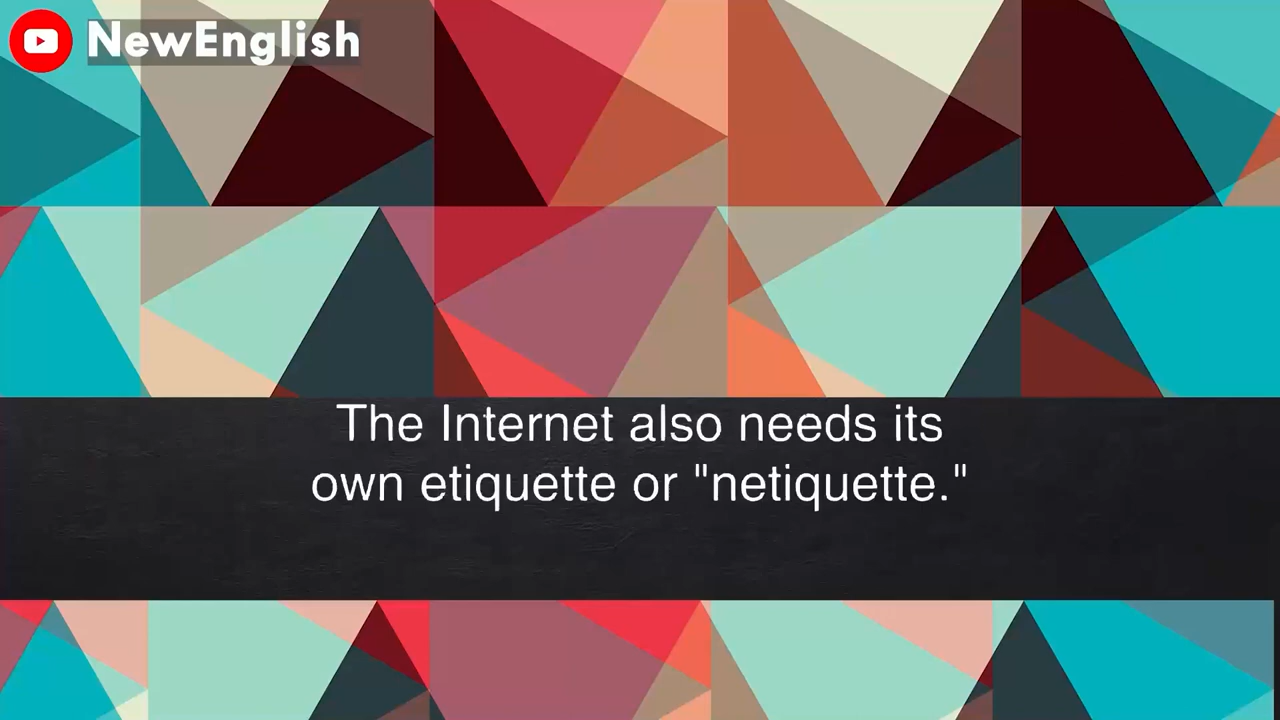 NewEnglish
The Internet also needs its
own etiquette or "netiquette."